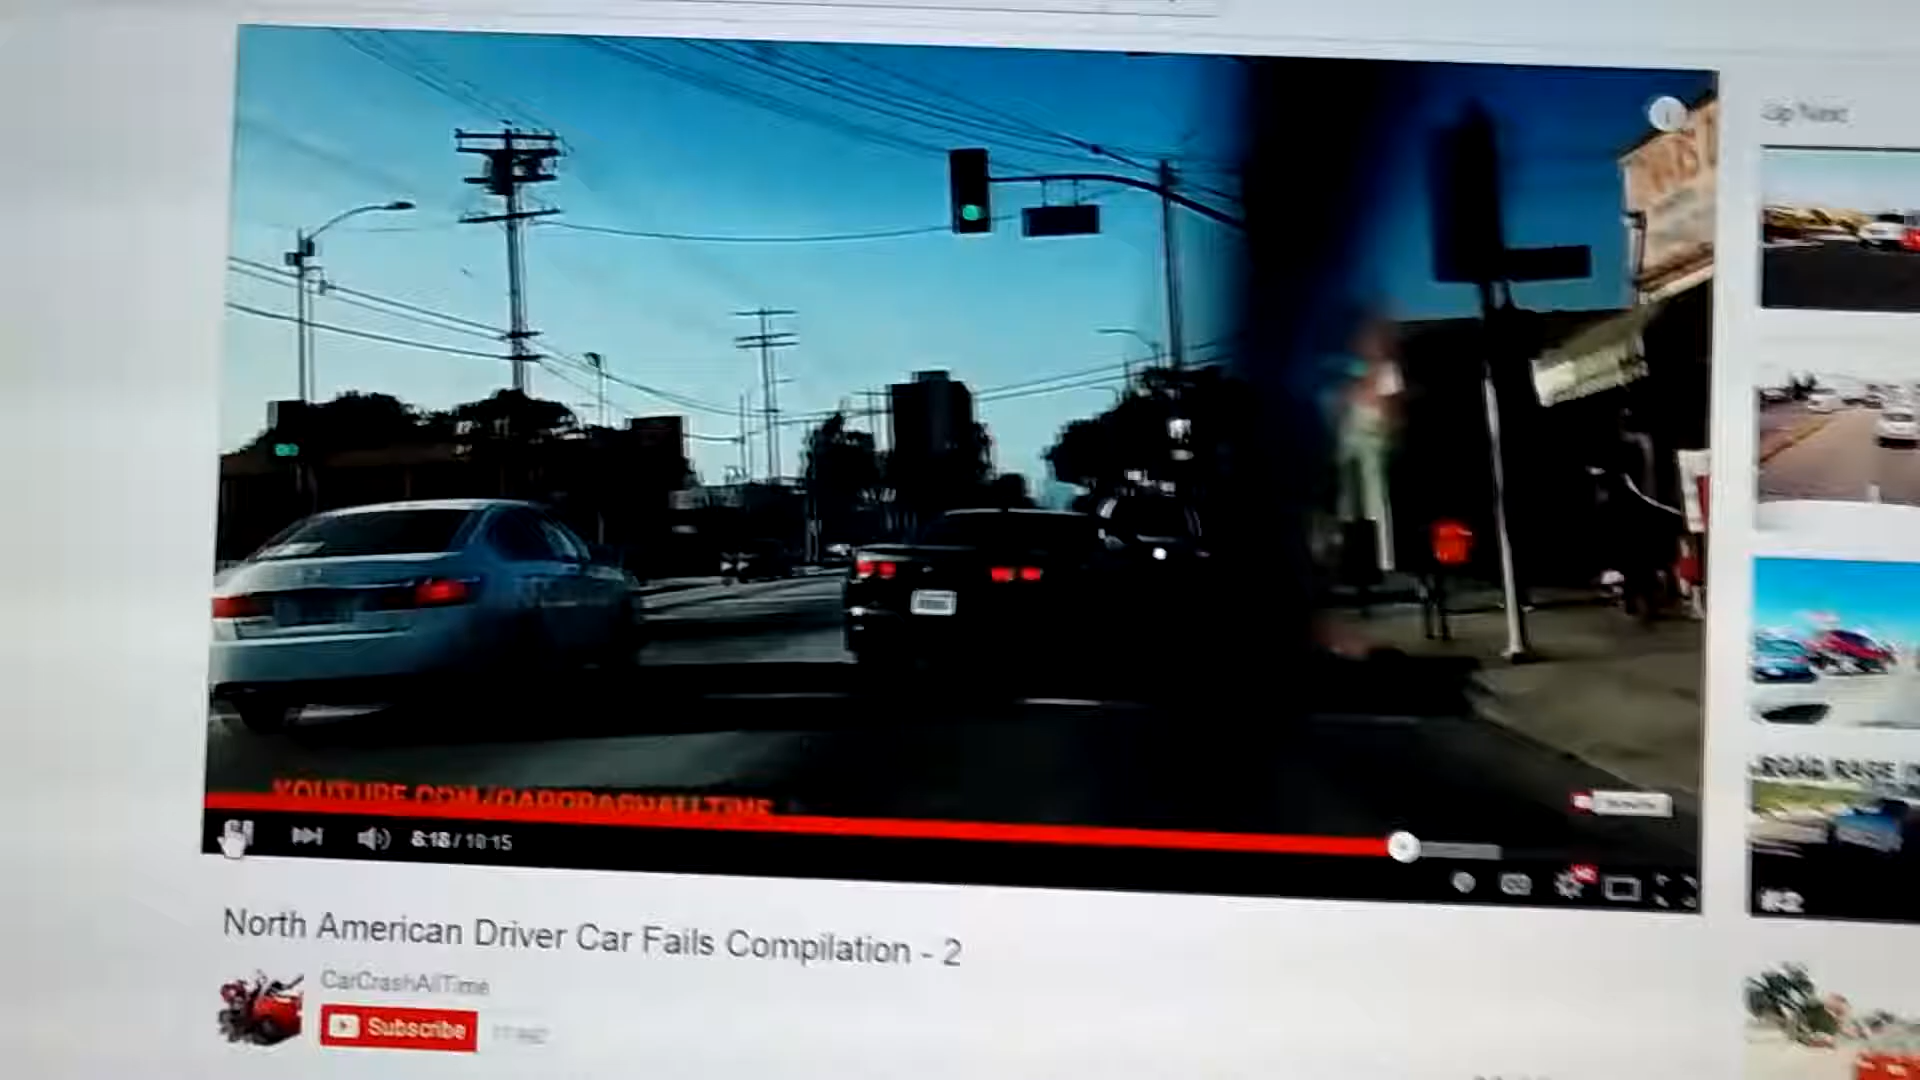 Up Next
YOUTUBE.COM/CARCRASHALLTIME
8:18 / 10:15
North American Driver Car Fails Compilation - 2
CarCrashAllTime
Subscribe
ROAD RAGE
#2